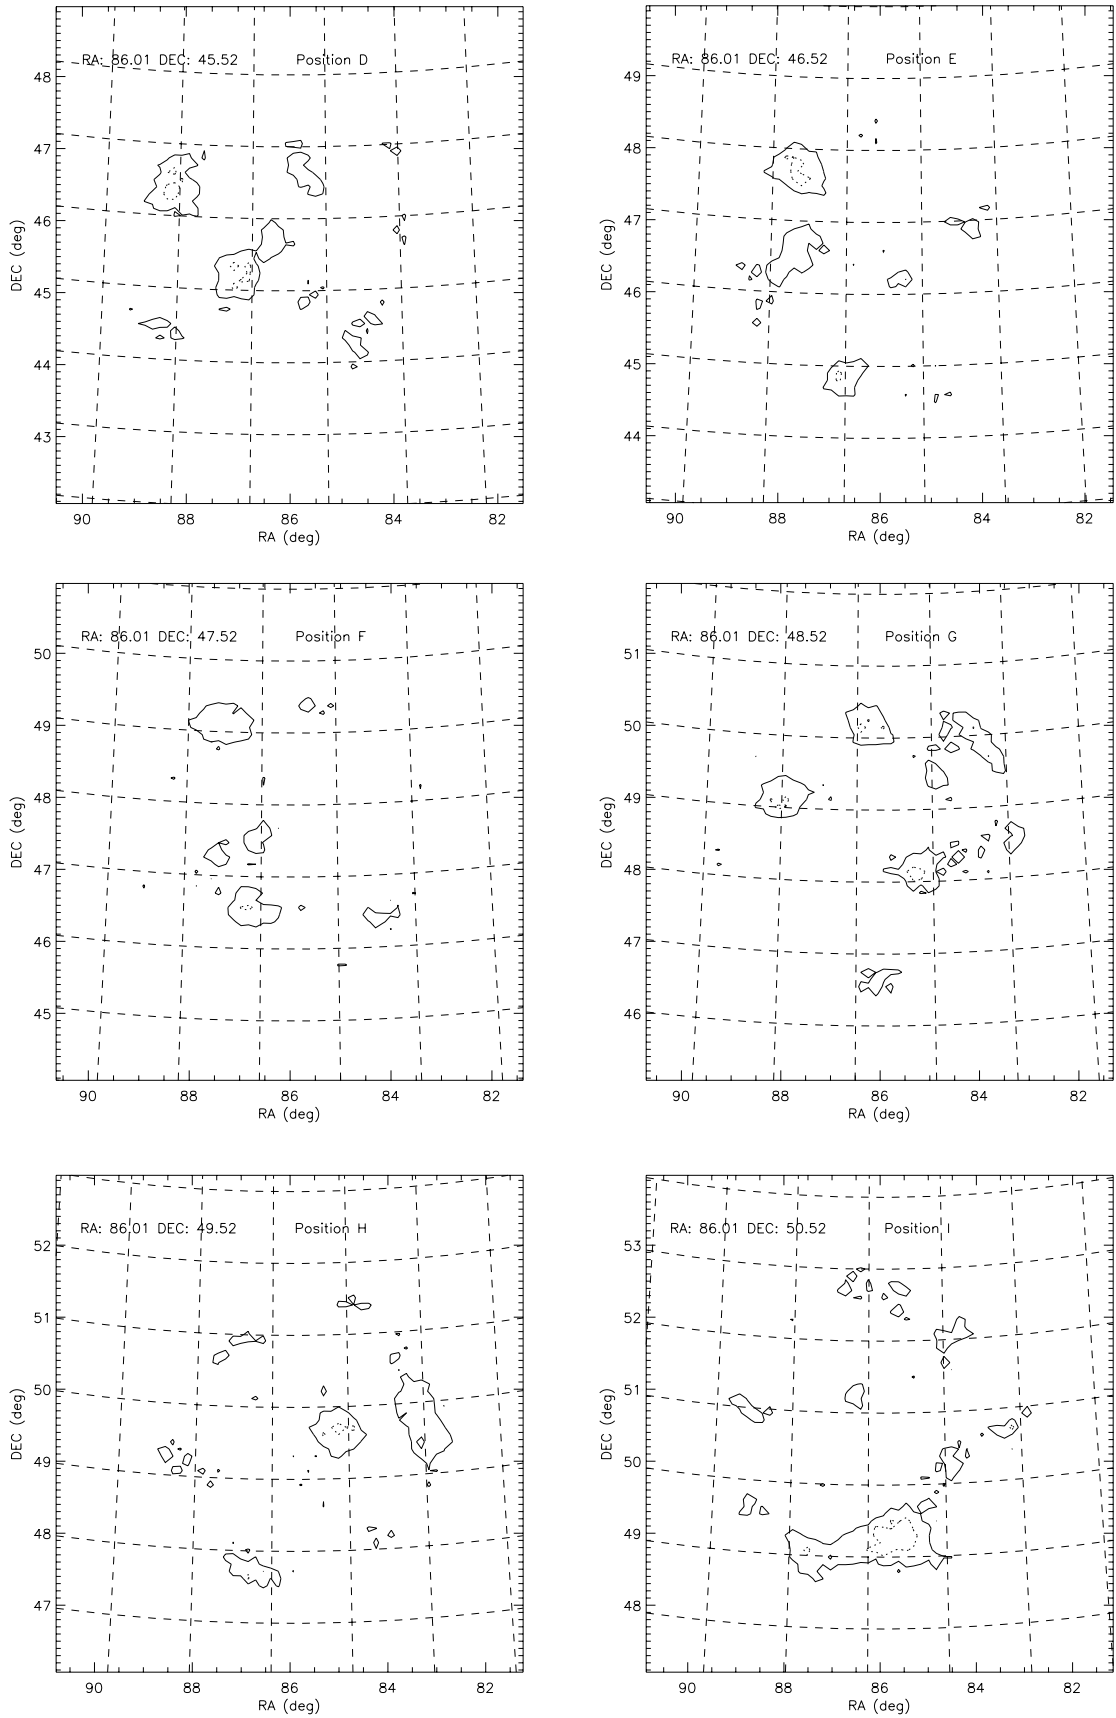 RA: 86.01 DEC: 45.52 Position D
48
47
46
45
44
43
DEC (deg)
90 88 86 84 82
RA (deg)
RA: 86.01 DEC: 46.52 Position E
49
48
47
46
45
44
DEC (deg)
90 88 86 84 82
RA (deg)
RA: 86.01 DEC: 47.52 Position F
50
49
48
47
46
45
DEC (deg)
90 88 86 84 82
RA (deg)
RA: 86.01 DEC: 48.52 Position G
51
50
49
48
47
46
DEC (deg)
90 88 86 84 82
RA (deg)
RA: 86.01 DEC: 49.52 Position H
52
51
50
49
48
47
DEC (deg)
90 88 86 84 82
RA (deg)
RA: 86.01 DEC: 50.52 Position I
53
52
51
50
49
48
DEC (deg)
90 88 86 84 82
RA (deg)